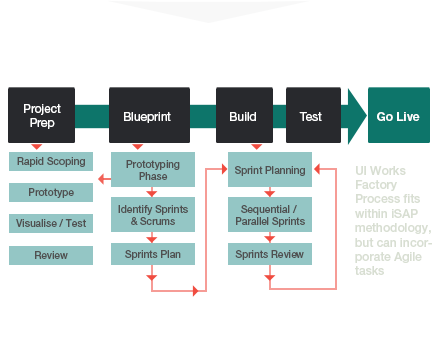 Project
Prep
Blueprint
Build
Test
Go Live
Rapid Scoping
Prototype
Visualise / Test
Review
Prototyping
Phase
Identify Sprints
& Scrums
Sprints Plan
Sprint Planning
Sequential /
Parallel Sprints
Sprints Review
UI Works
Factory
Process fits
within ISAP
methodology,
but can incor-
porate Agile
tasks